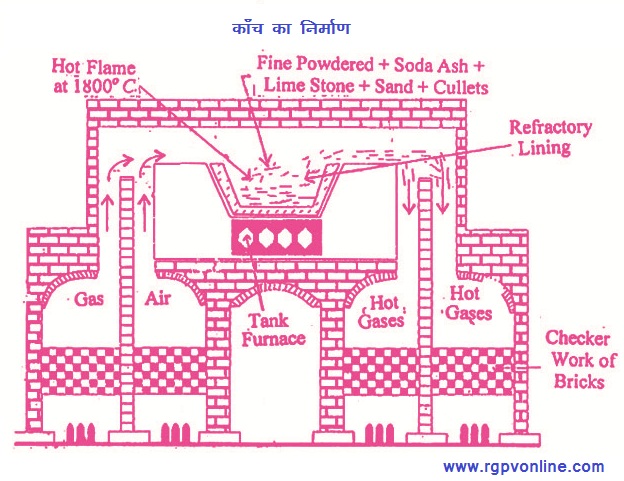 काँच का निर्माण
Hot Flame
at 1800° C.
Fine Powdered + Soda Ash +
Lime Stone + Sand + Cullets
Refractory
Lining
Gas
Air
Tank
Furnace
Hot
Gases
Hot
Gases
Checker
Work of
Bricks
www.rgpvonline.com